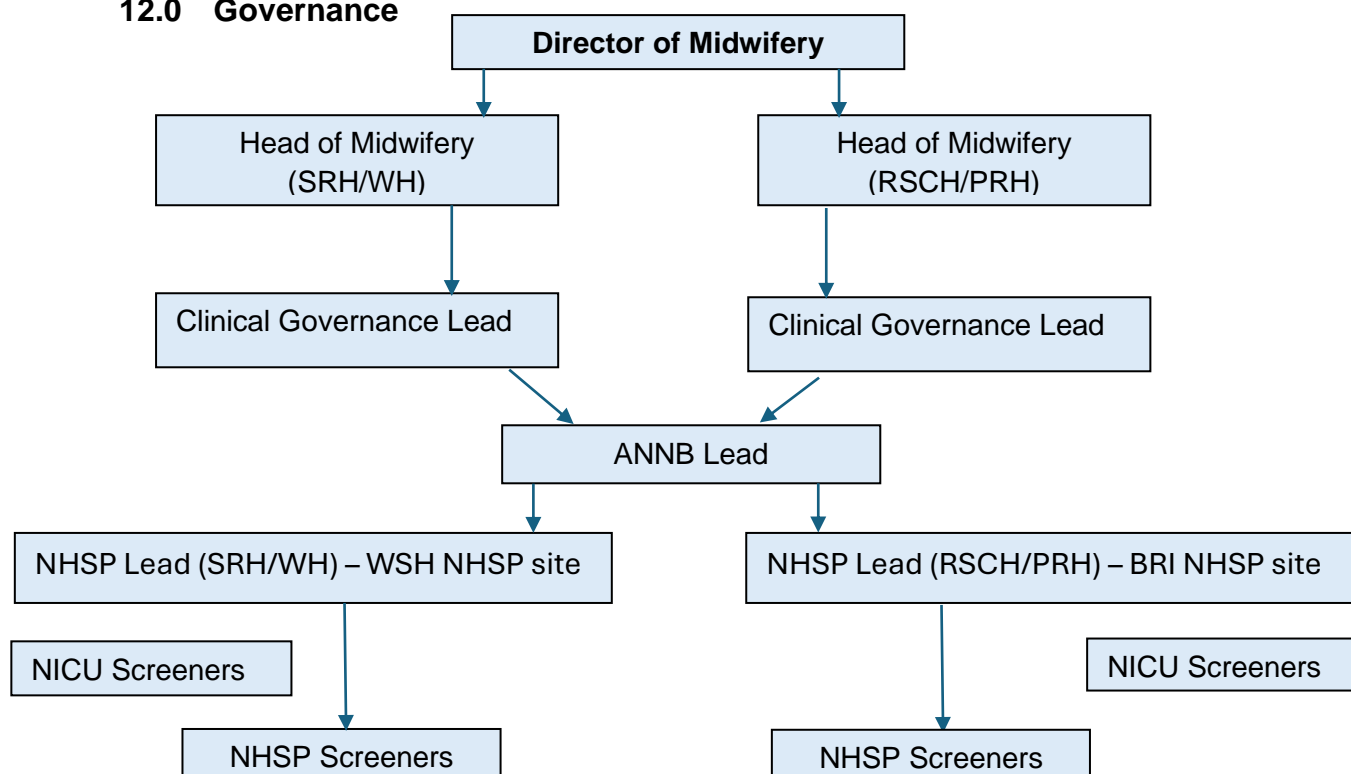 12.0 Governance
Director of Midwifery
Head of Midwifery
(SRH/WH)
Head of Midwifery
(RSCH/PRH)
Clinical Governance Lead
Clinical Governance Lead
ANNB Lead
NHSP Lead (SRH/WH) – WSH NHSP site
NHSP Lead (RSCH/PRH) – BRI NHSP site
NICU Screeners
NICU Screeners
NHSP Screeners
NHSP Screeners